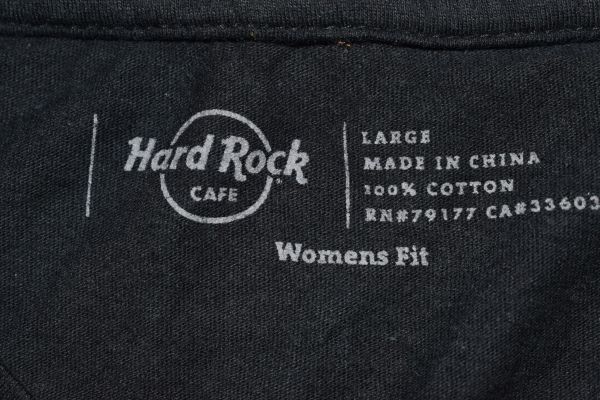 Hard Rock
CAFE
LARGE
MADE IN CHINA
100% COTTON
RN#79177 CA#33603
Womens Fit